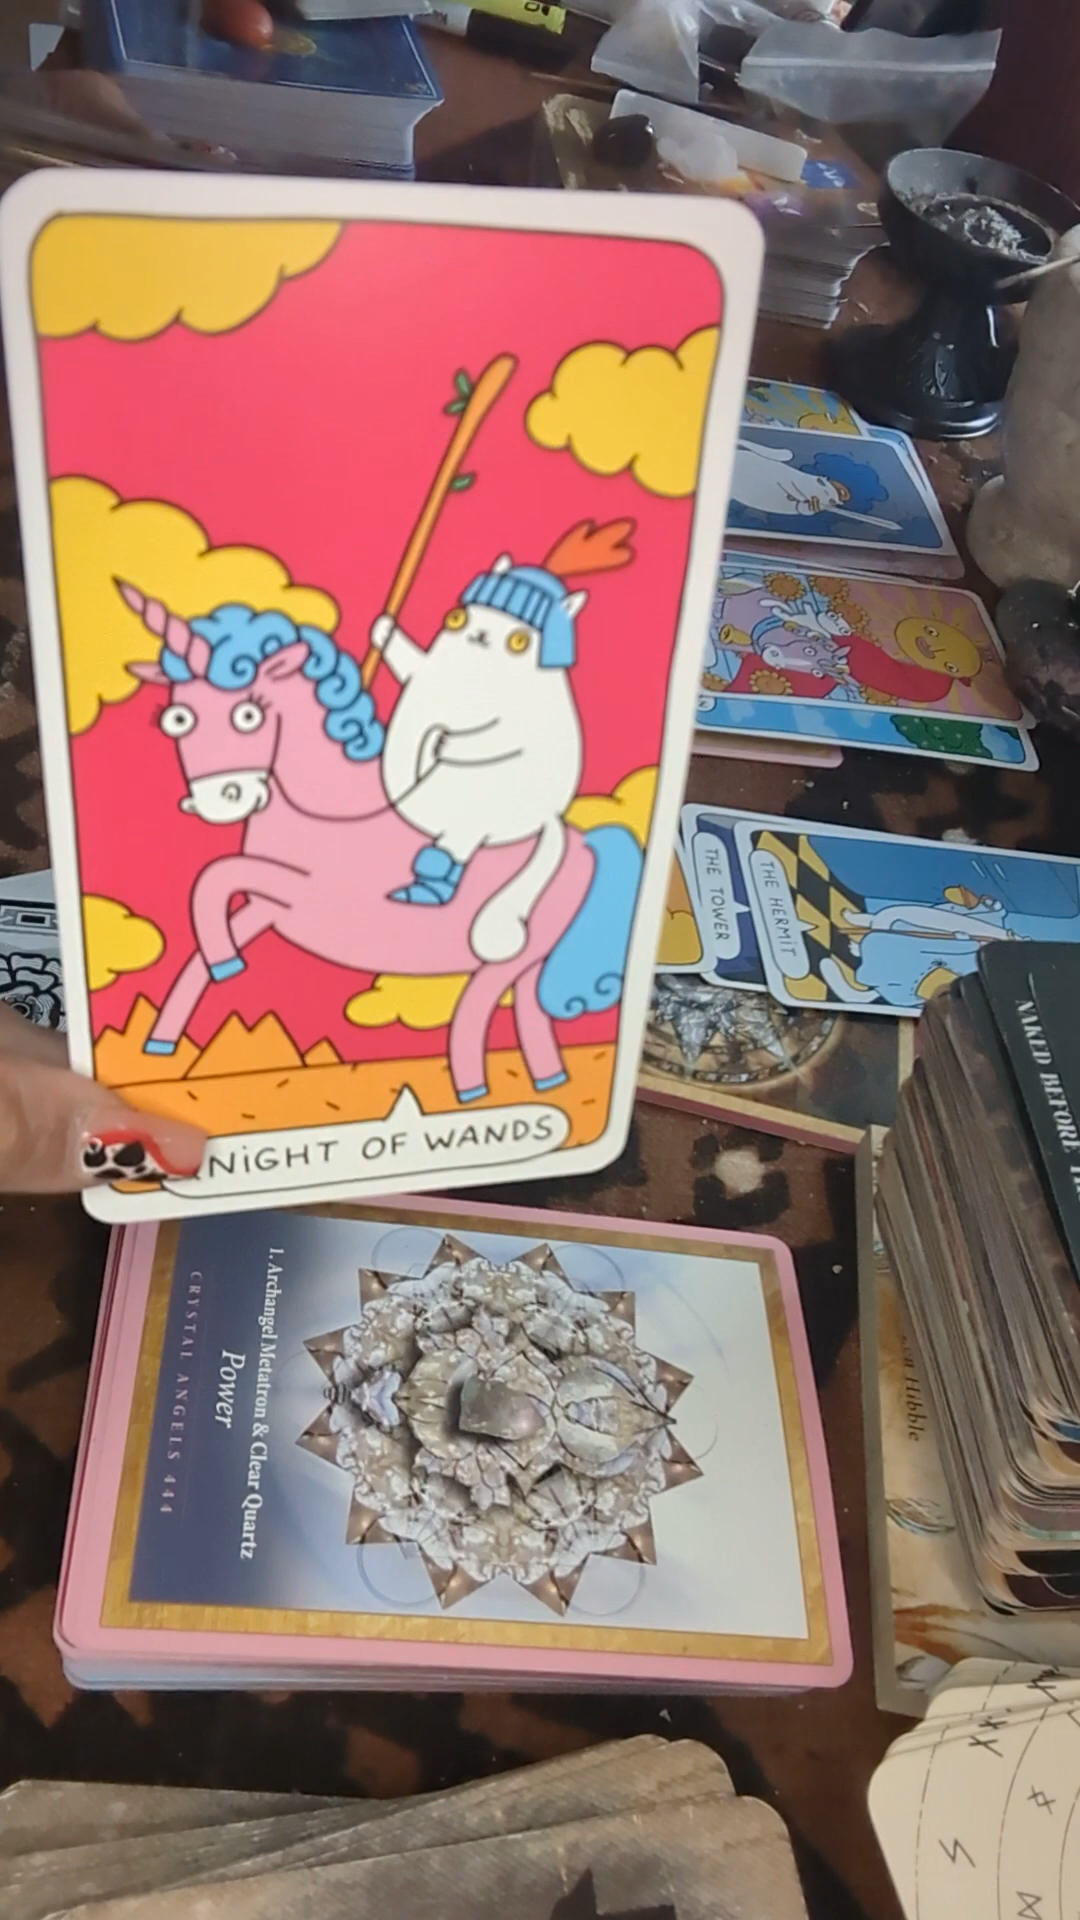 NiGHT OF WANDS
THE TOWER
THE HERMiT
NAKED BEFORE
1. Archangel Metatron & Clear Quartz
Power
CRYSTAL ANGELS 444
Hibble